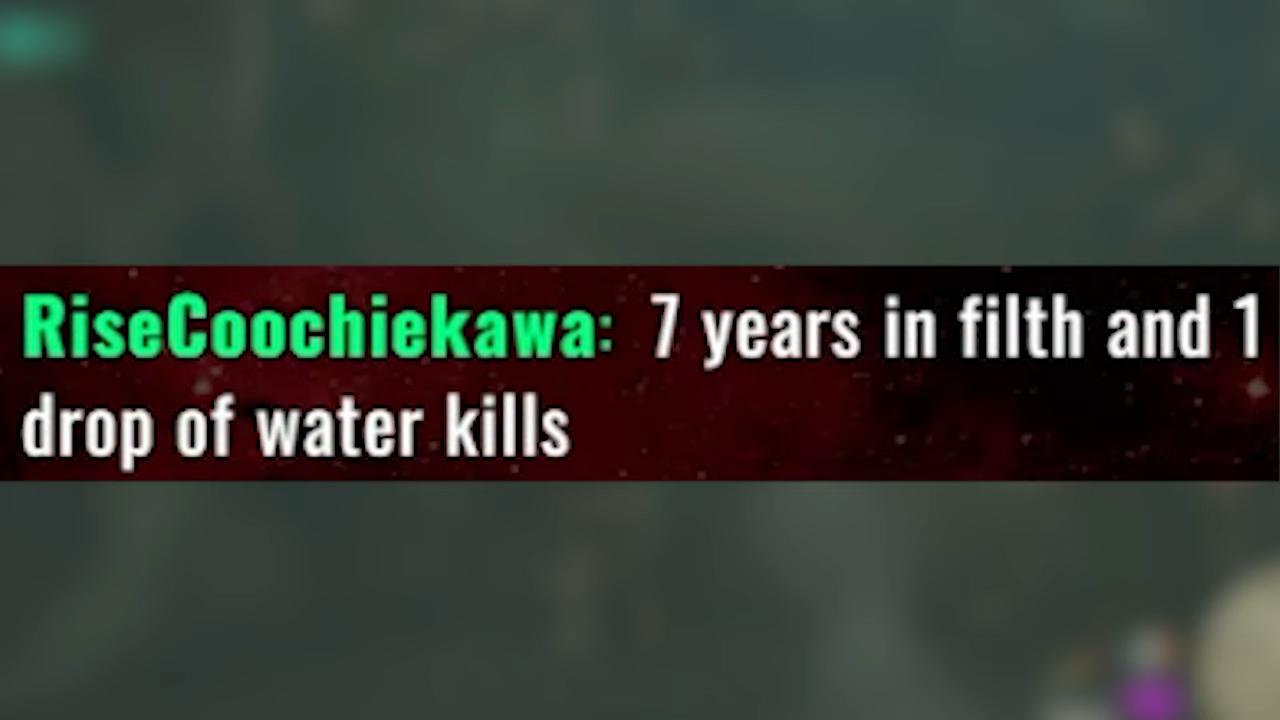 RiseCoochiekawa: 7 years in filth and 1
drop of water kills